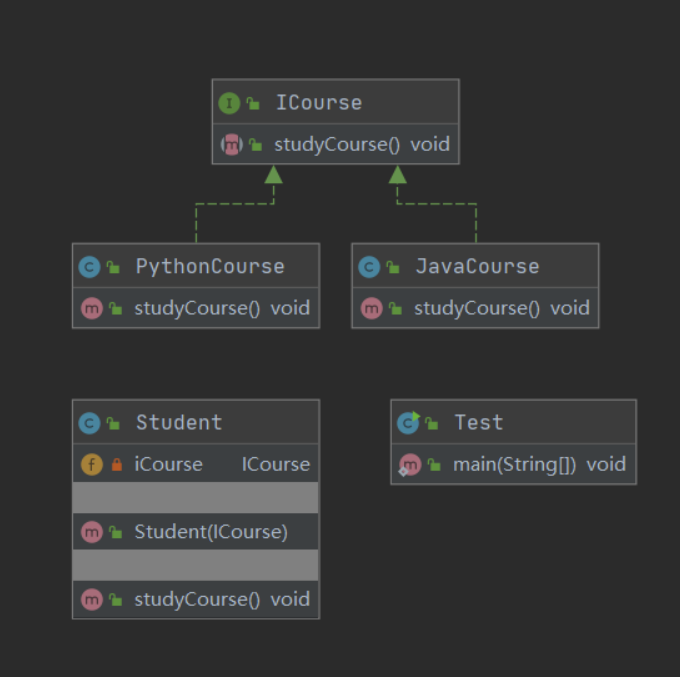 I ICourse
m studyCourse() void
C PythonCourse
m studyCourse() void
C JavaCourse
m studyCourse() void
C Student
f iCourse ICourse
m Student(ICourse)
m studyCourse() void
C Test
m main(String[]) void